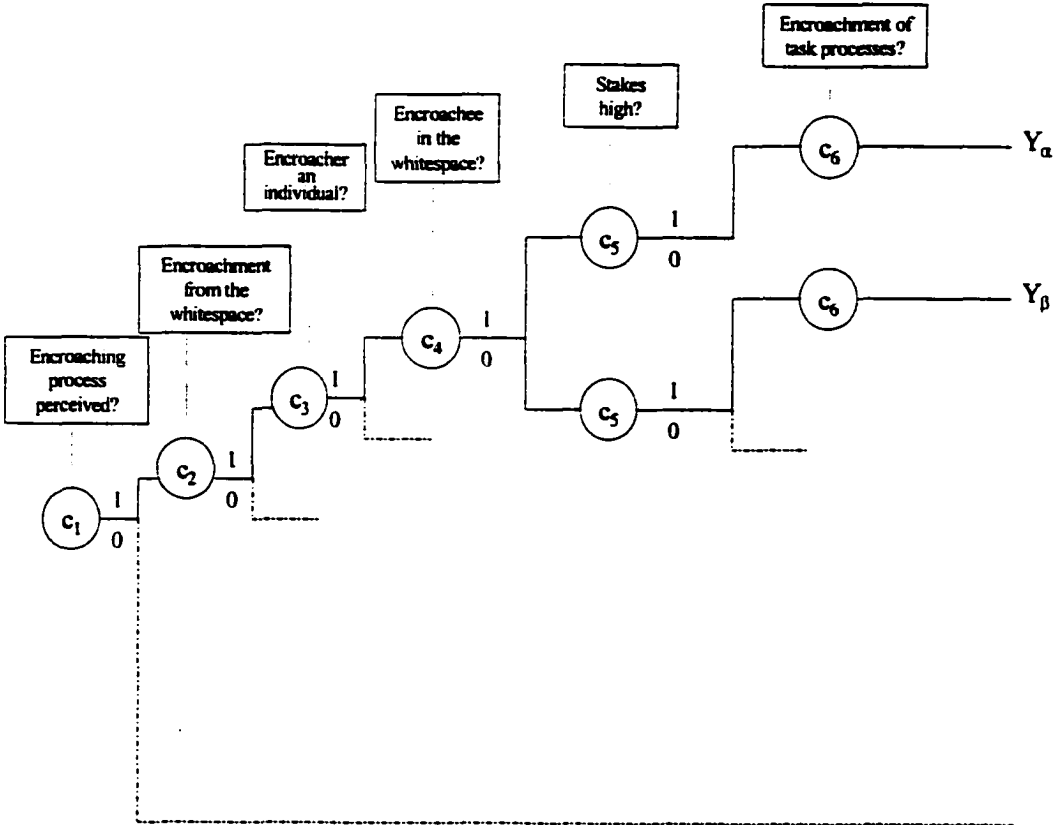 Encroachment of
task processes?
Stakes
high?
Encroachee
in the
whitespace?
Encroacher
an
individual?
Encroachment
from the
whitespace?
Encroaching
process
perceived?
c6
Yα
c5
1
0
c6
Yβ
c4
1
0
c3
1
0
c5
1
0
c2
1
0
c1
1
0